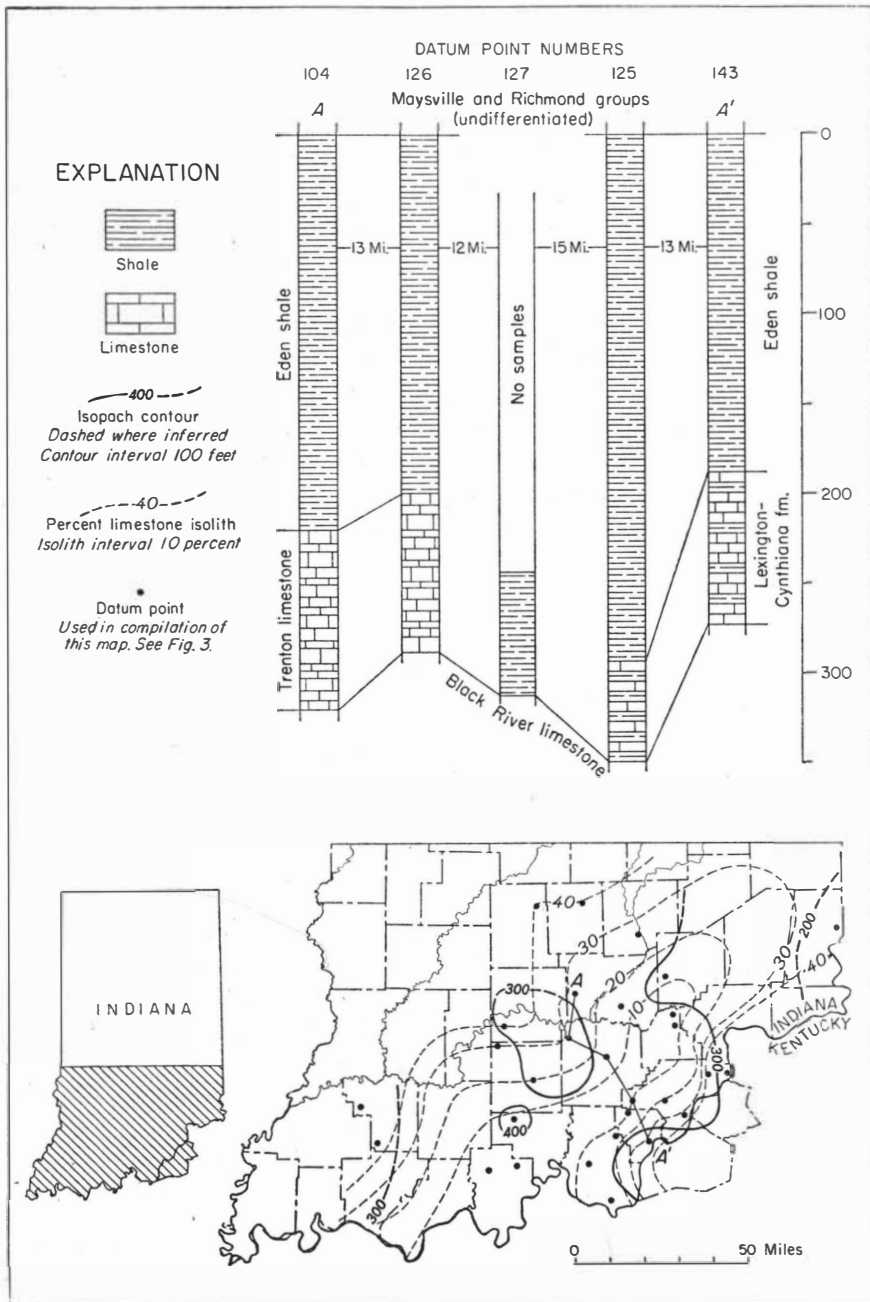 DATUM POINT NUMBERS
104 126 127 125 143
A Maysville and Richmond groups A'
(undifferentiated)
EXPLANATION
Shale
Limestone
400
Isopach contour
Dashed where inferred
Contour interval 100 feet
40
Percent limestone isolith
Isolith interval 10 percent
Datum point
Used in compilation of
this map. See Fig. 3.
Eden shale
Trenton limestone
13 Mi. 12 Mi. 15 Mi. 13 Mi.
No samples
Black River limestone
Eden shale
Lexington-
Cynthiana fm.
0
100
200
300
INDIANA
40
30
20
10
300
A
400
300
A'
300
30
200
40
INDIANA
KENTUCKY
0 50 Miles